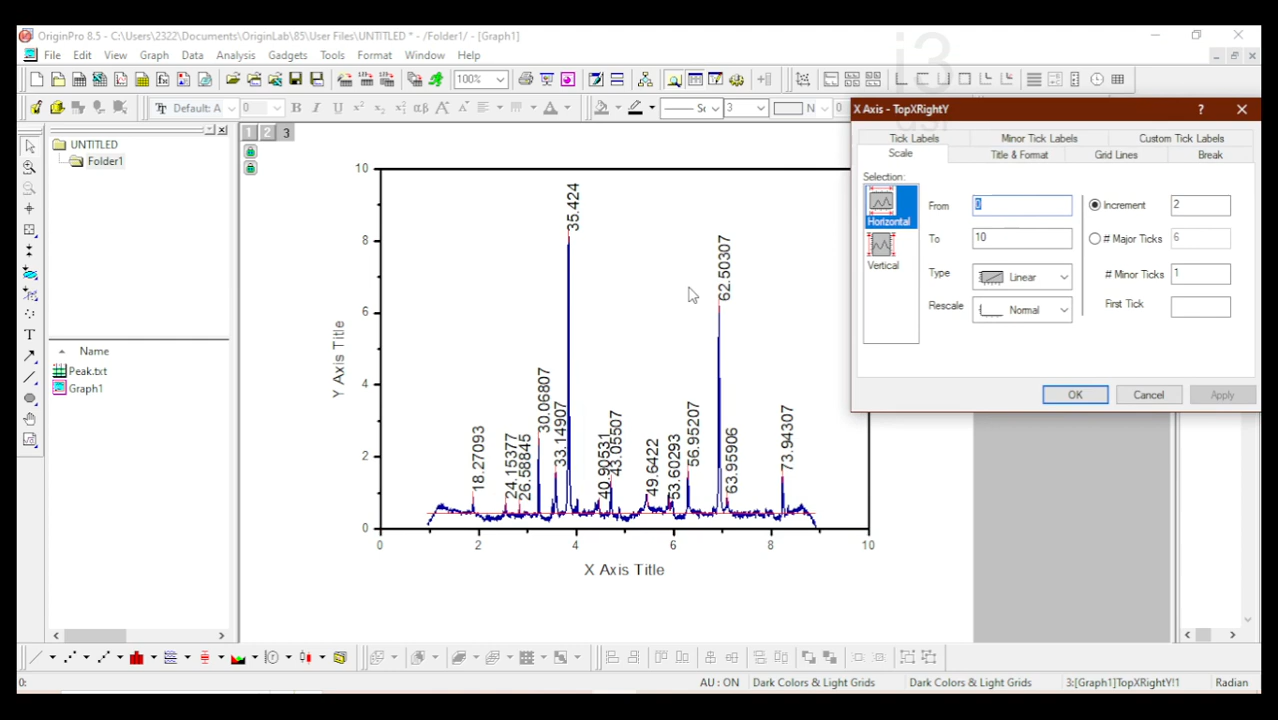 OriginPro 8.5 - C:\Users\2322\Documents\OriginLab\85\User Files\UNTITLED * - /Folder1/ - [Graph1]
File Edit View Graph Data Analysis Gadgets Tools Format Window Help
100%
Default: A 0 B I U 3 N 0
i3
UNTITLED
Folder1
Name
Peak.txt
Graph1
1 2 3
10
8
6
4
2
0
0 2 4 6 8 10
Y Axis Title
X Axis Title
18.27093
24.15377
26.58845
30.06807
33.14907
35.424
40.90531
43.05507
49.6422
53.60293
56.95207
62.50307
63.95906
73.94307
X Axis - TopXRightY
Tick Labels Minor Tick Labels Custom Tick Labels
Scale Title & Format Grid Lines Break
Selection:
Horizontal
Vertical
From 0
To 10
Type Linear
Rescale Normal
Increment 2
# Major Ticks 6
# Minor Ticks 1
First Tick
OK Cancel Apply
0:
AU : ON Dark Colors & Light Grids Dark Colors & Light Grids 3:[Graph1]TopXRightY!1 Radian